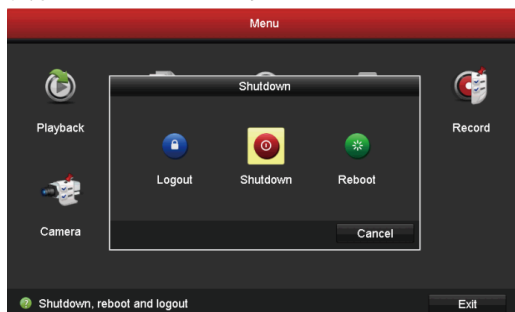 Menu
Shutdown
Playback
Record
Logout
Shutdown
Reboot
Camera
Cancel
Shutdown, reboot and logout
Exit